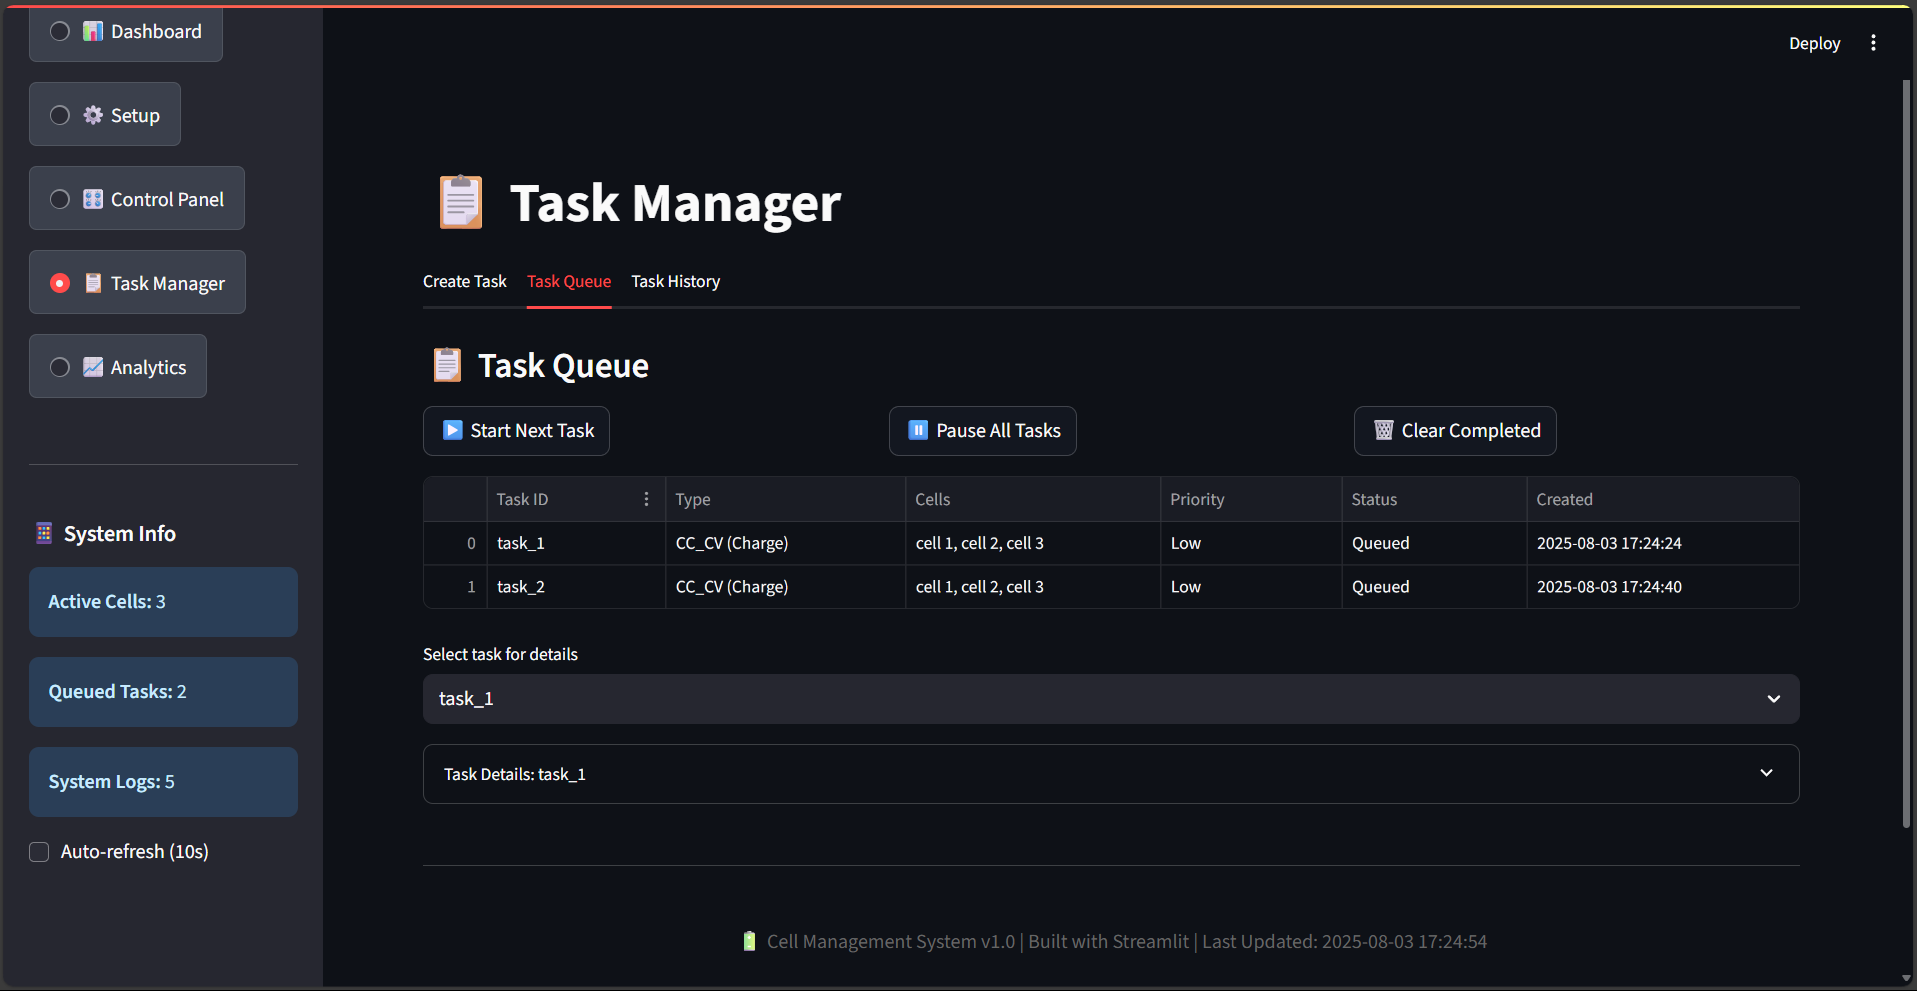 Dashboard
Setup
Control Panel
Task Manager
Analytics
System Info
Active Cells: 3
Queued Tasks: 2
System Logs: 5
Auto-refresh (10s)
Deploy
Task Manager
Create Task Task Queue Task History
Task Queue
Start Next Task Pause All Tasks Clear Completed
Task ID Type Cells Priority Status Created
0 task_1 CC_CV (Charge) cell 1, cell 2, cell 3 Low Queued 2025-08-03 17:24:24
1 task_2 CC_CV (Charge) cell 1, cell 2, cell 3 Low Queued 2025-08-03 17:24:40
Select task for details
task_1
Task Details: task_1
Cell Management System v1.0 | Built with Streamlit | Last Updated: 2025-08-03 17:24:54